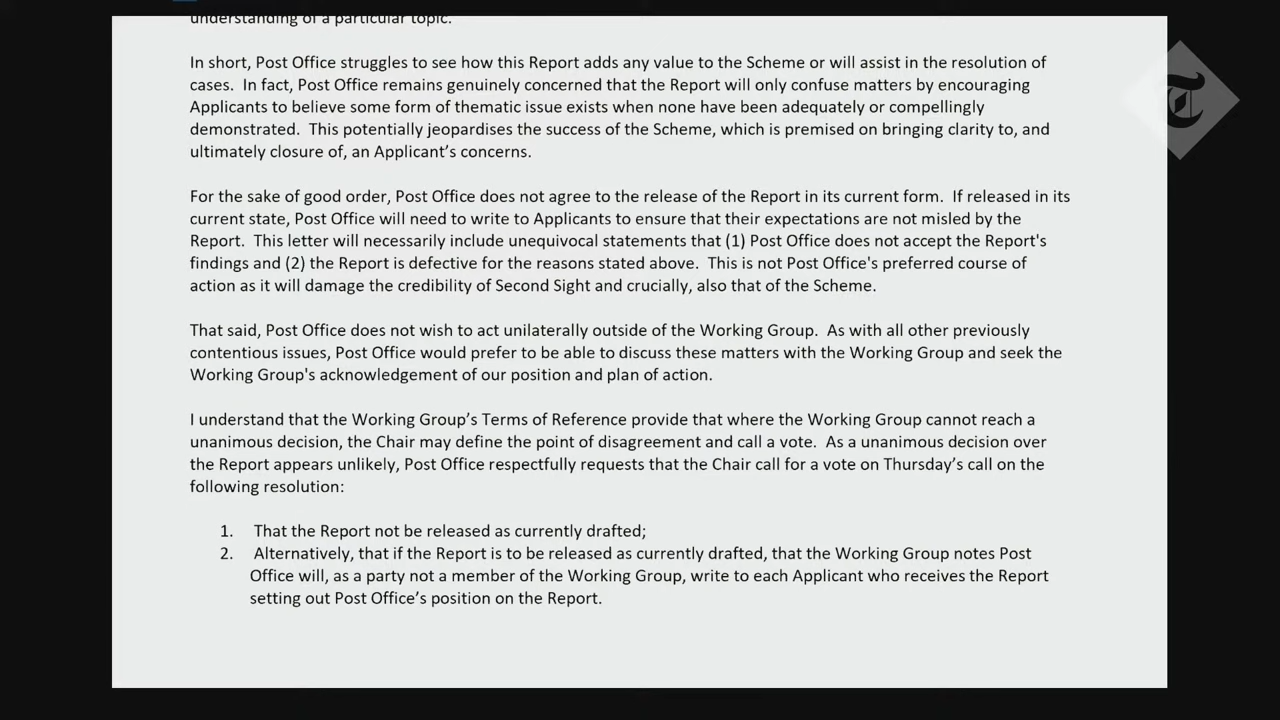 understanding of a particular topic.
In short, Post Office struggles to see how this Report adds any value to the Scheme or will assist in the resolution of
cases.  In fact, Post Office remains genuinely concerned that the Report will only confuse matters by encouraging
Applicants to believe some form of thematic issue exists when none have been adequately or compellingly
demonstrated.  This potentially jeopardises the success of the Scheme, which is premised on bringing clarity to, and
ultimately closure of, an Applicant’s concerns.
For the sake of good order, Post Office does not agree to the release of the Report in its current form.  If released in its
current state, Post Office will need to write to Applicants to ensure that their expectations are not misled by the
Report.  This letter will necessarily include unequivocal statements that (1) Post Office does not accept the Report's
findings and (2) the Report is defective for the reasons stated above.  This is not Post Office's preferred course of
action as it will damage the credibility of Second Sight and crucially, also that of the Scheme.
That said, Post Office does not wish to act unilaterally outside of the Working Group.  As with all other previously
contentious issues, Post Office would prefer to be able to discuss these matters with the Working Group and seek the
Working Group's acknowledgement of our position and plan of action.
I understand that the Working Group’s Terms of Reference provide that where the Working Group cannot reach a
unanimous decision, the Chair may define the point of disagreement and call a vote.  As a unanimous decision over
the Report appears unlikely, Post Office respectfully requests that the Chair call for a vote on Thursday’s call on the
following resolution:
1. That the Report not be released as currently drafted;
2. Alternatively, that if the Report is to be released as currently drafted, that the Working Group notes Post
Office will, as a party not a member of the Working Group, write to each Applicant who receives the Report
setting out Post Office’s position on the Report.
T